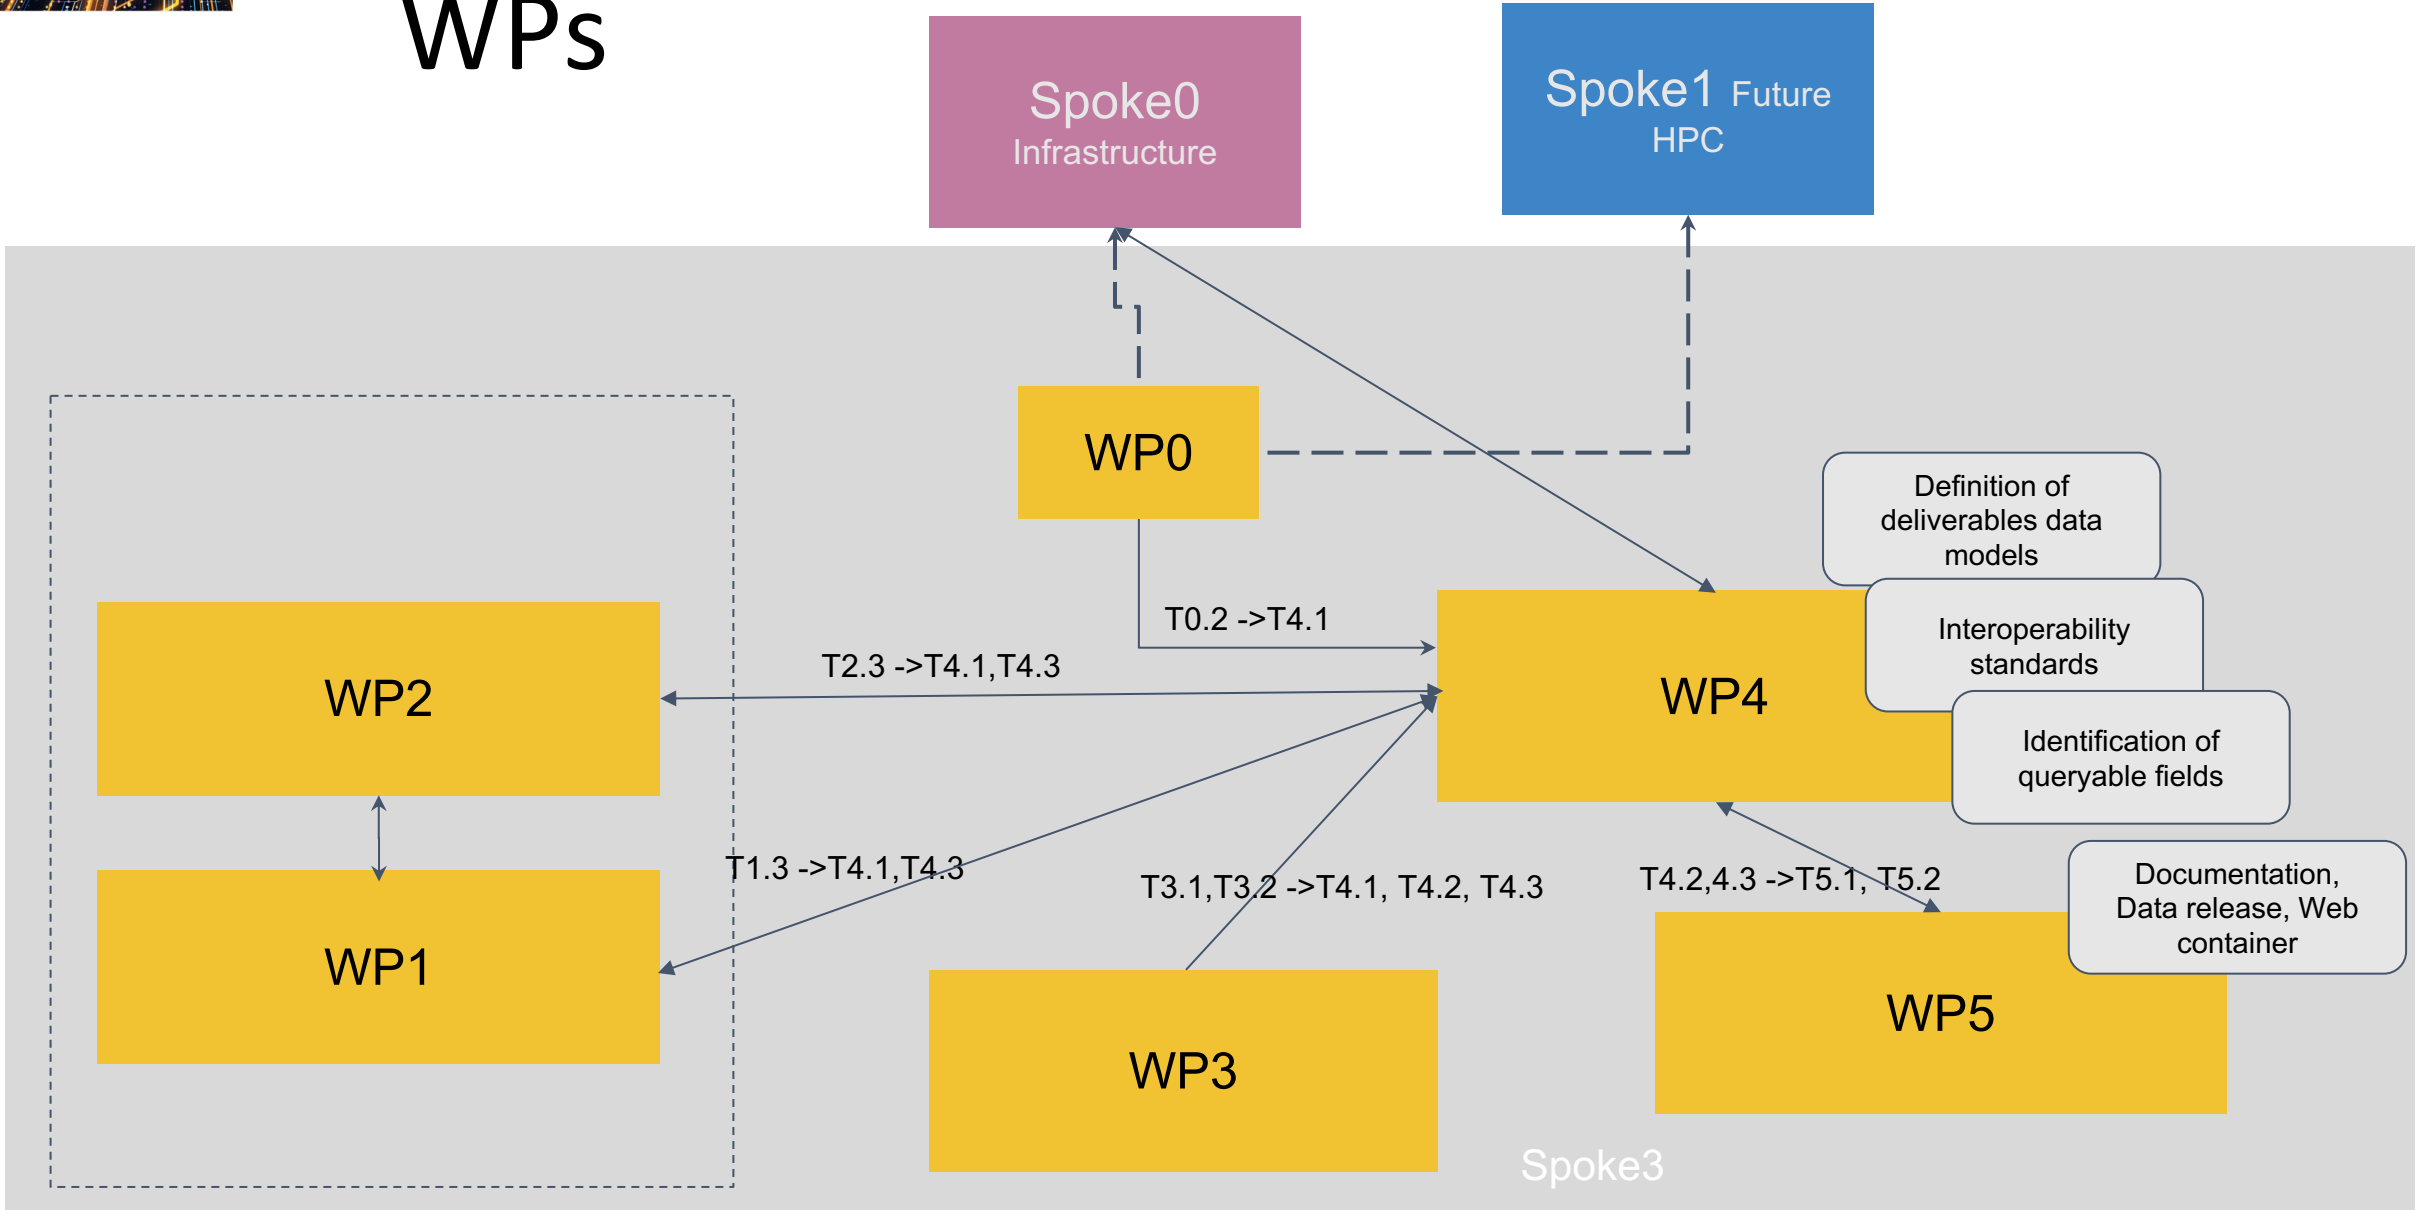 WPs
Spoke0
Infrastructure
Spoke1 Future
HPC
WP0
Definition of
deliverables data
models
T0.2 ->T4.1
Interoperability
standards
T2.3 ->T4.1,T4.3
WP2
WP4
Identification of
queryable fields
T1.3 ->T4.1,T4.3
T3.1,T3.2 ->T4.1, T4.2, T4.3
T4.2,4.3 ->T5.1, T5.2
Documentation,
Data release, Web
container
WP1
WP3
WP5
Spoke3